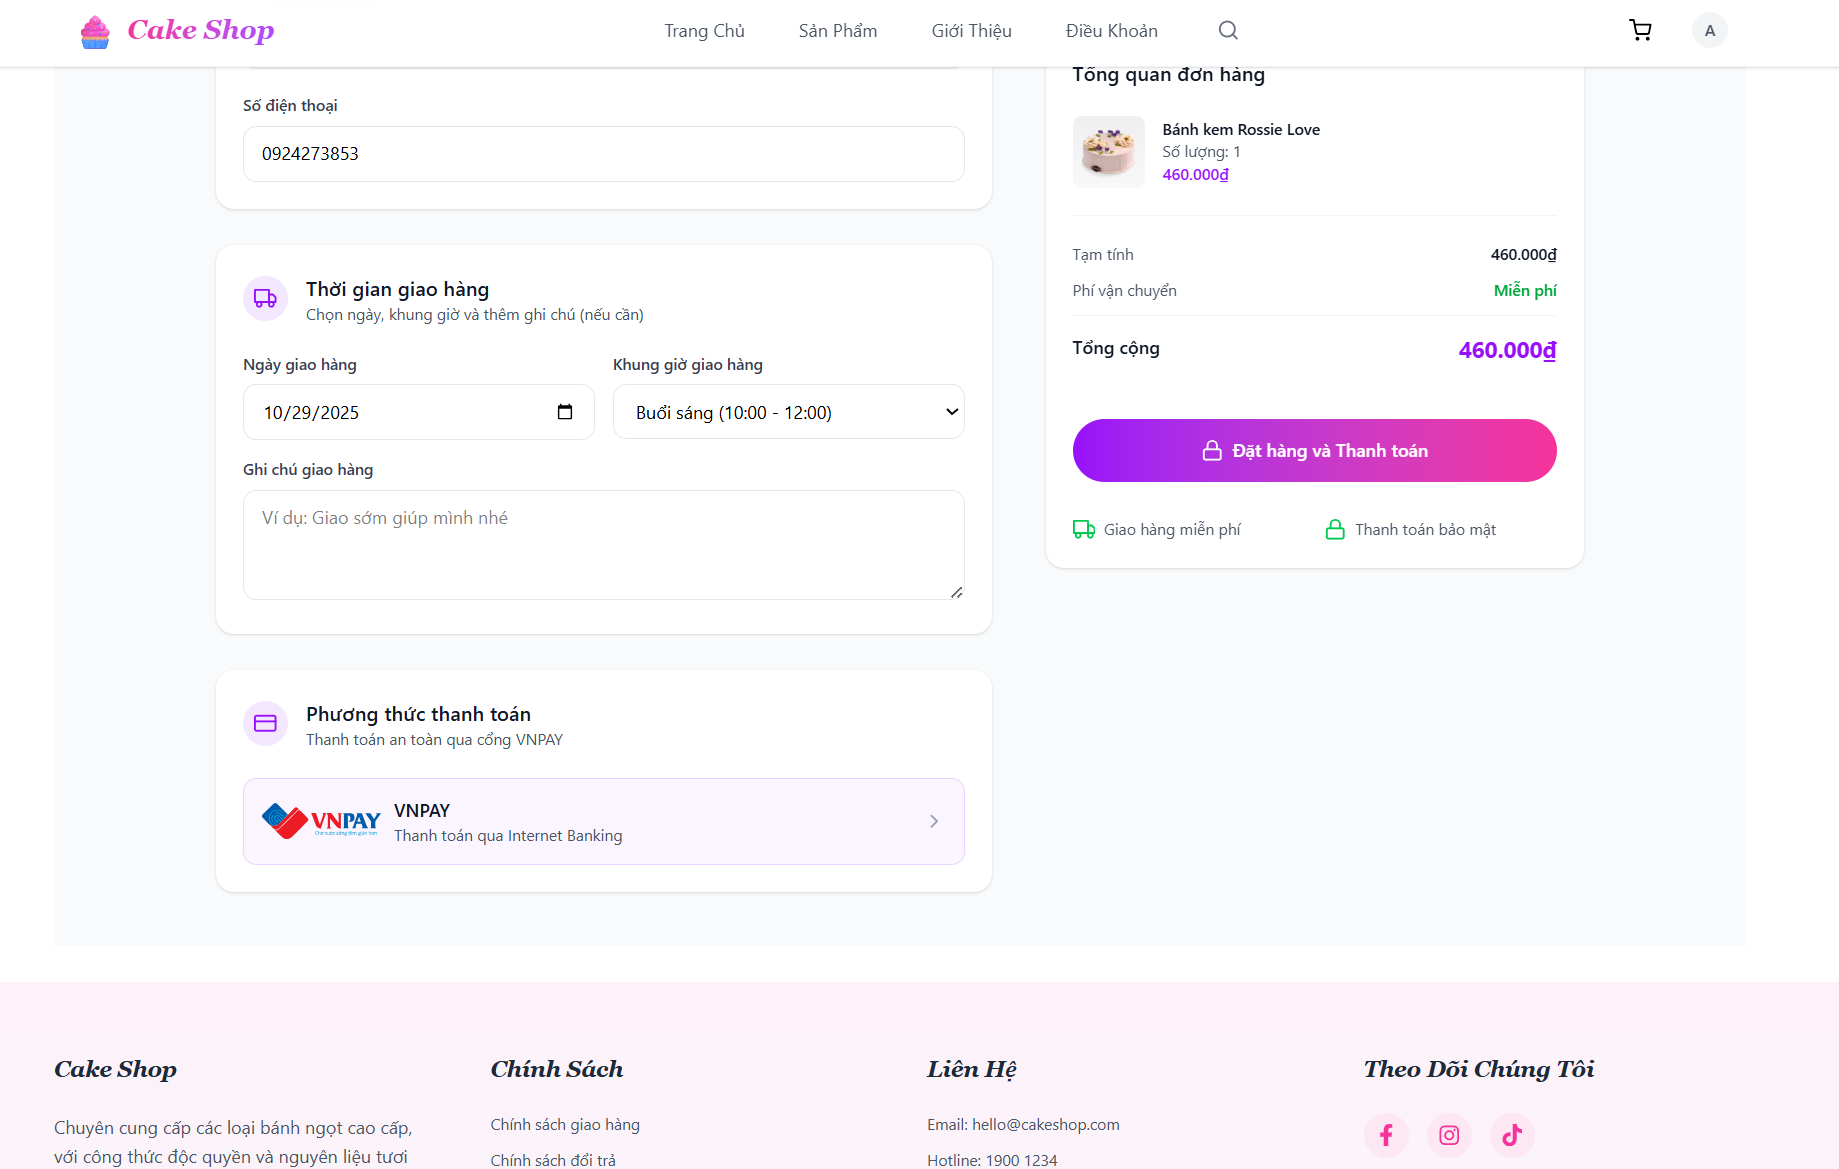 Cake Shop
Trang Chủ
Sản Phẩm
Giới Thiệu
Điều Khoản
A
Số điện thoại
0924273853
Thời gian giao hàng
Chọn ngày, khung giờ và thêm ghi chú (nếu cần)
Ngày giao hàng
Khung giờ giao hàng
10/29/2025
Buổi sáng (10:00 - 12:00)
Ghi chú giao hàng
Ví dụ: Giao sớm giúp mình nhé
Phương thức thanh toán
Thanh toán an toàn qua cổng VNPAY
VNPAY
Cho cuộc sống đơn giản hơn
VNPAY
Thanh toán qua Internet Banking
Tổng quan đơn hàng
Bánh kem Rossie Love
Số lượng: 1
460.000₫
Tạm tính
460.000₫
Phí vận chuyển
Miễn phí
Tổng cộng
460.000₫
Đặt hàng và Thanh toán
Giao hàng miễn phí
Thanh toán bảo mật
Cake Shop
Chuyên cung cấp các loại bánh ngọt cao cấp,
với công thức độc quyền và nguyên liệu tươi
Chính Sách
Chính sách giao hàng
Chính sách đổi trả
Liên Hệ
Email: hello@cakeshop.com
Hotline: 1900 1234
Theo Dõi Chúng Tôi